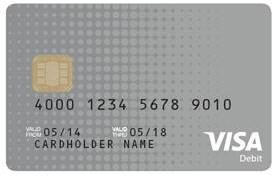 4000 1234 5678 9010
VALID FROM 05/14 VALID THRU 05/18
CARDHOLDER NAME
VISA
Debit